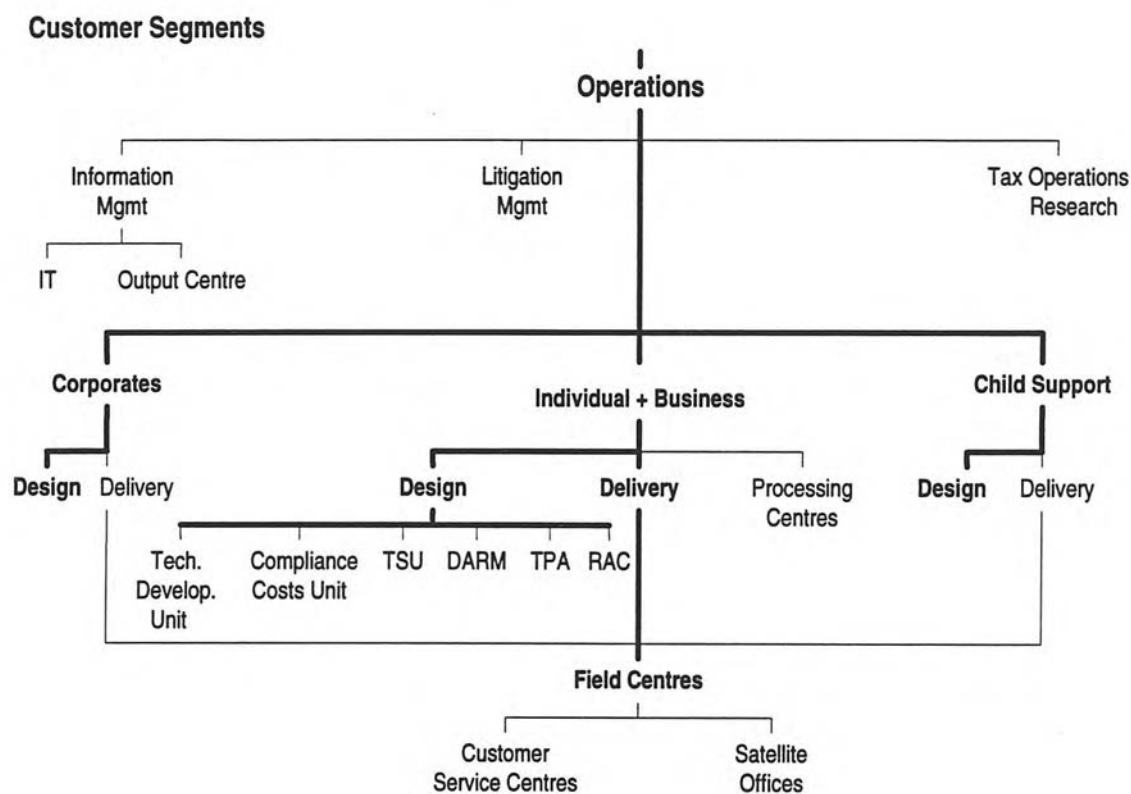 Customer Segments
Operations
Information
Mgmt
Litigation
Mgmt
Tax Operations
Research
IT
Output Centre
Corporates
Individual + Business
Child Support
Design
Delivery
Design
Delivery
Processing
Centres
Design
Delivery
Tech.
Develop.
Unit
Compliance
Costs Unit
TSU
DARM
TPA
RAC
Field Centres
Customer
Service Centres
Satellite
Offices